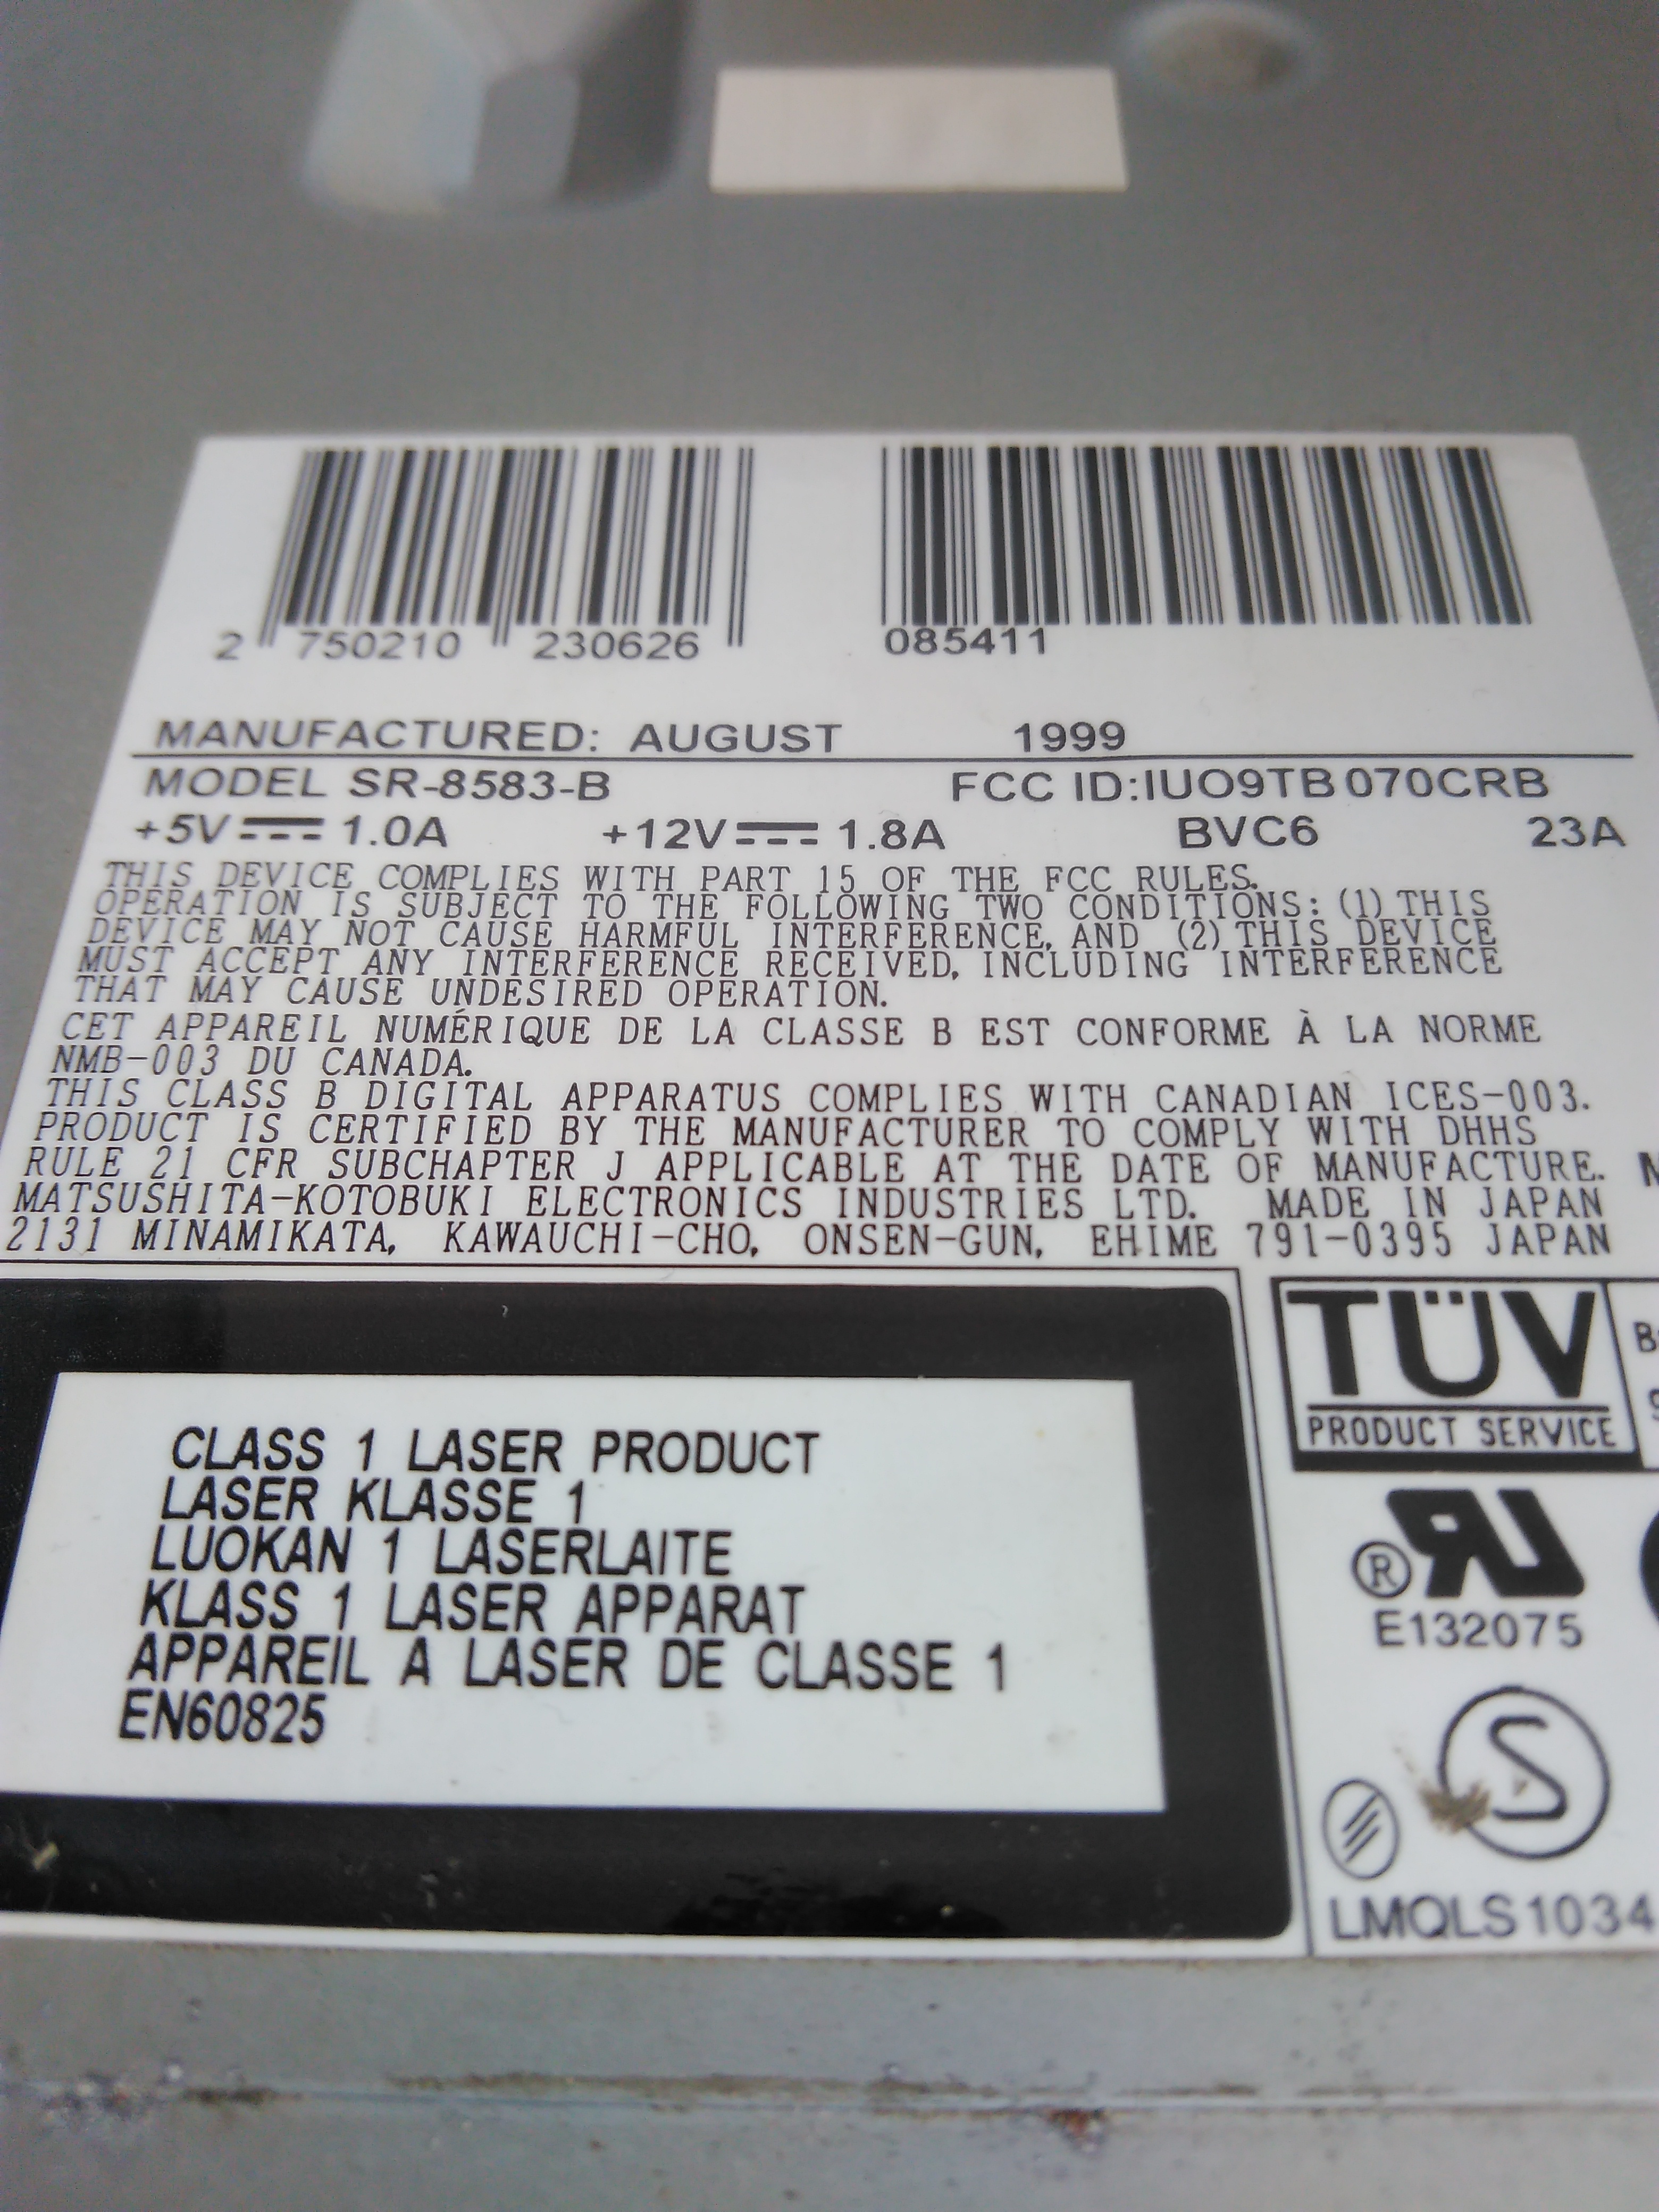 2 750210 230626 085411
MANUFACTURED: AUGUST 1999
MODEL SR-8583-B FCC ID:IUO9TB070CRB
+5V 1.0A +12V 1.8A BVC6 23A
THIS DEVICE COMPLIES WITH PART 15 OF THE FCC RULES.
OPERATION IS SUBJECT TO THE FOLLOWING TWO CONDITIONS: (1) THIS
DEVICE MAY NOT CAUSE HARMFUL INTERFERENCE, AND (2) THIS DEVICE
MUST ACCEPT ANY INTERFERENCE RECEIVED, INCLUDING INTERFERENCE
THAT MAY CAUSE UNDESIRED OPERATION.
CET APPAREIL NUMÉRIQUE DE LA CLASSE B EST CONFORME À LA NORME
NMB-003 DU CANADA.
THIS CLASS B DIGITAL APPARATUS COMPLIES WITH CANADIAN ICES-003.
PRODUCT IS CERTIFIED BY THE MANUFACTURER TO COMPLY WITH DHHS
RULE 21 CFR SUBCHAPTER J APPLICABLE AT THE DATE OF MANUFACTURE.
MATSUSHITA-KOTOBUKI ELECTRONICS INDUSTRIES LTD. MADE IN JAPAN
2131 MINAMIKATA, KAWAUCHI-CHO, ONSEN-GUN, EHIME 791-0395 JAPAN
CLASS 1 LASER PRODUCT
LASER KLASSE 1
LUOKAN 1 LASERLAITE
KLASS 1 LASER APPARAT
APPAREIL A LASER DE CLASSE 1
EN60825
TÜV
PRODUCT SERVICE
®
E132075
S
LMQLS1034